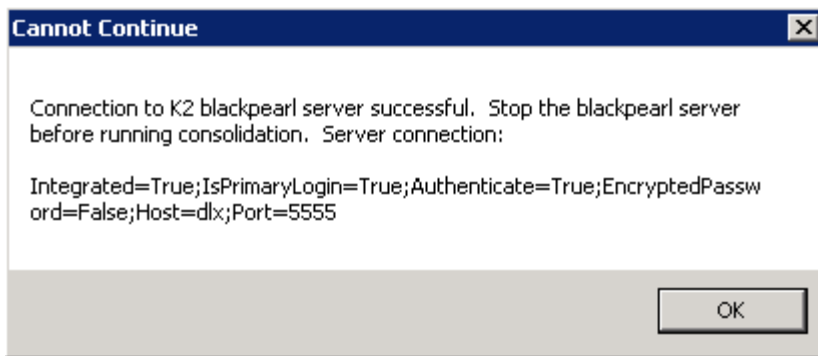 Cannot Continue
Connection to K2 blackpearl server successful.  Stop the blackpearl server
before running consolidation.  Server connection:
Integrated=True;IsPrimaryLogin=True;Authenticate=True;EncryptedPassw
ord=False;Host=dlx;Port=5555
OK